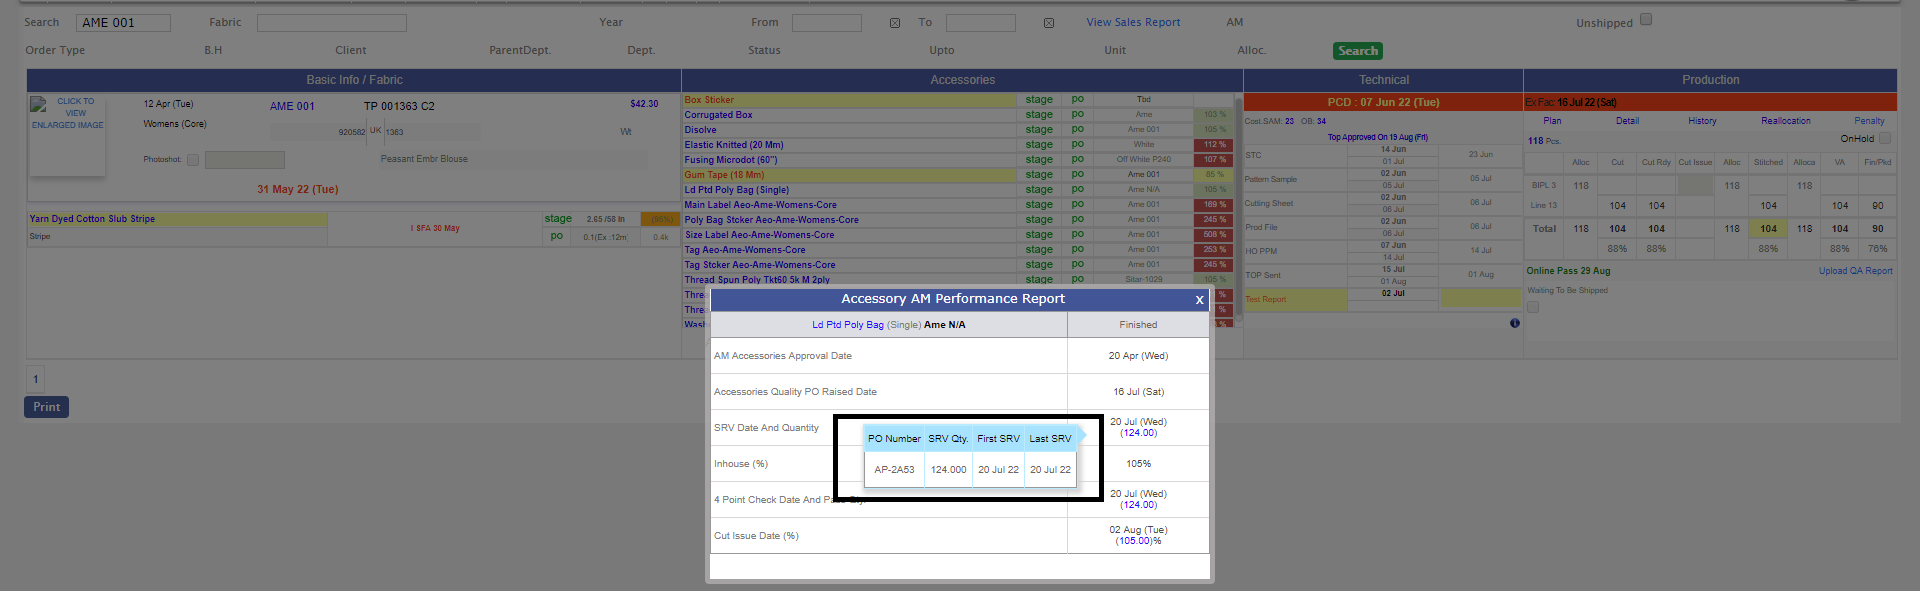 Search AME 001 Fabric Year From To View Sales Report AM Unshipped
Order Type B.H Client ParentDept. Dept. Status Upto Unit Alloc. Search
Basic Info / Fabric Accessories Technical Production
CLICK TO
VIEW
ENLARGED IMAGE
12 Apr (Tue) AME 001 TP 001363 C2 $42.30
Womens (Core) 920582 UK 1363 Wt
Photoshot: Peasant Embr Blouse
31 May 22 (Tue)
Yarn Dyed Cotton Slub Stripe stage 2.65 /58 In (95%)
I SFA 30 May
Stripe po 0.1(Ex :12m) 0.4k
Box Sticker stage po Tbd
Corrugated Box stage po Ame 103 %
Disolve stage po Ame 001 105 %
Elastic Knitted (20 Mm) stage po White 112 %
Fusing Microdot (60") stage po Off White P240 107 %
Gum Tape (18 Mm) stage po Ame 001 85 %
Ld Ptd Poly Bag (Single) stage po Ame N/A 105 %
Main Label Aeo-Ame-Womens-Core stage po Ame 001 169 %
Poly Bag Stcker Aeo-Ame-Womens-Core stage po Ame 001 245 %
Size Label Aeo-Ame-Womens-Core stage po Ame 001 508 %
Tag Aeo-Ame-Womens-Core stage po Ame 001 253 %
Tag Stcker Aeo-Ame-Womens-Core stage po Ame 001 245 %
Thread Spun Poly Tkt60 5k M 2ply stage po Sitar-1029 105 %
Threa %
Threa %
Wash %
PCD : 07 Jun 22 (Tue)
Cost.SAM: 23 OB: 34
Top Approved On 19 Aug (Fri)
STC 14 Jun 01 Jul 23 Jun
Pattern Sample 02 Jun 05 Jul 05 Jul
Cutting Sheet 02 Jun 06 Jul 06 Jul
Prod File 02 Jun 06 Jul 06 Jul
HO PPM 07 Jun 14 Jul 14 Jul
TOP Sent 15 Jul 01 Aug 01 Aug
Test Report 02 Jul
Ex Fac: 16 Jul 22 (Sat)
Plan Detail History Reallocation Penalty
118 Pcs. OnHold
Alloc Cut Cut Rdy Cut Issue Alloc Stitched Alloca VA Fin/Pkd
BIPL 3 118 118 118
Line 13 104 104 104 104 90
Total 118 104 104 118 104 118 104 90
88% 88% 88% 88% 76%
Online Pass 29 Aug Upload QA Report
Waiting To Be Shipped
1
Print
Accessory AM Performance Report X
Ld Ptd Poly Bag (Single) Ame N/A Finished
AM Accessories Approval Date 20 Apr (Wed)
Accessories Quality PO Raised Date 16 Jul (Sat)
SRV Date And Quantity 20 Jul (Wed)
(124.00)
PO Number SRV Qty. First SRV Last SRV
AP-2A53 124.000 20 Jul 22 20 Jul 22
Inhouse (%) 105%
4 Point Check Date And Pa 20 Jul (Wed)
(124.00)
Cut Issue Date (%) 02 Aug (Tue)
(105.00)%